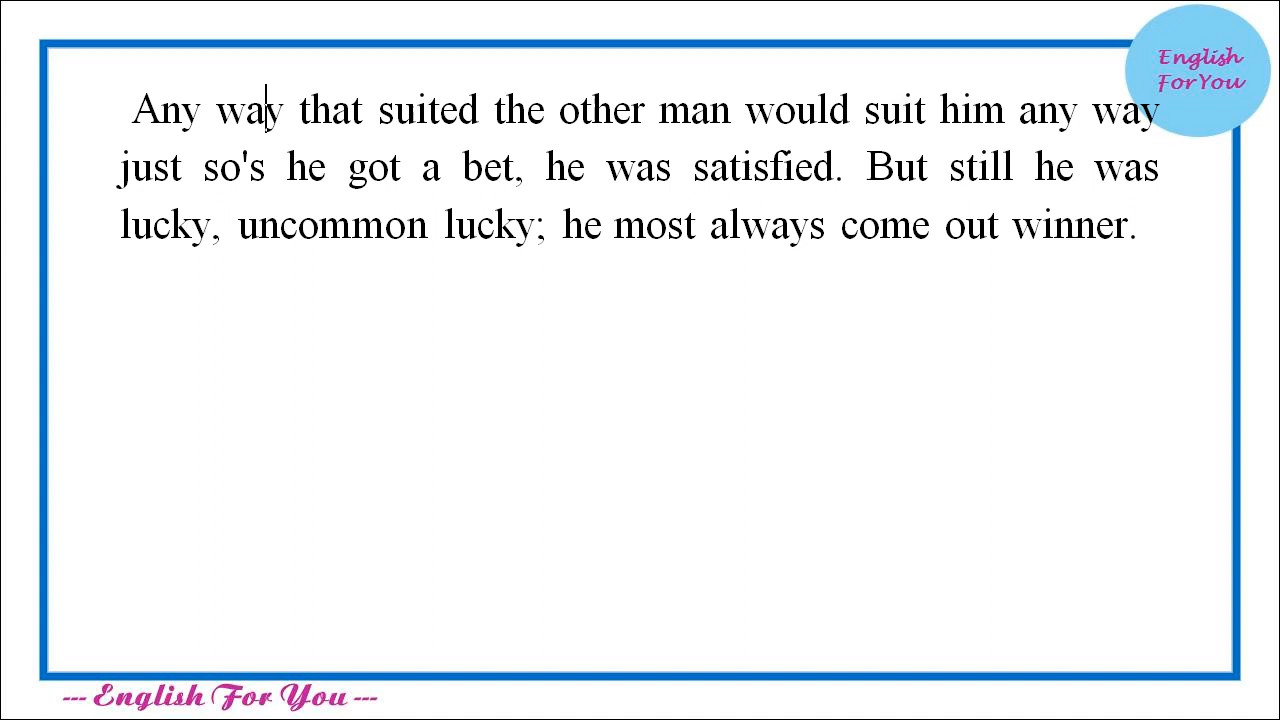 English
ForYou
Any way that suited the other man would suit him any way
just so's he got a bet, he was satisfied. But still he was
lucky, uncommon lucky; he most always come out winner.
--- English For You ---